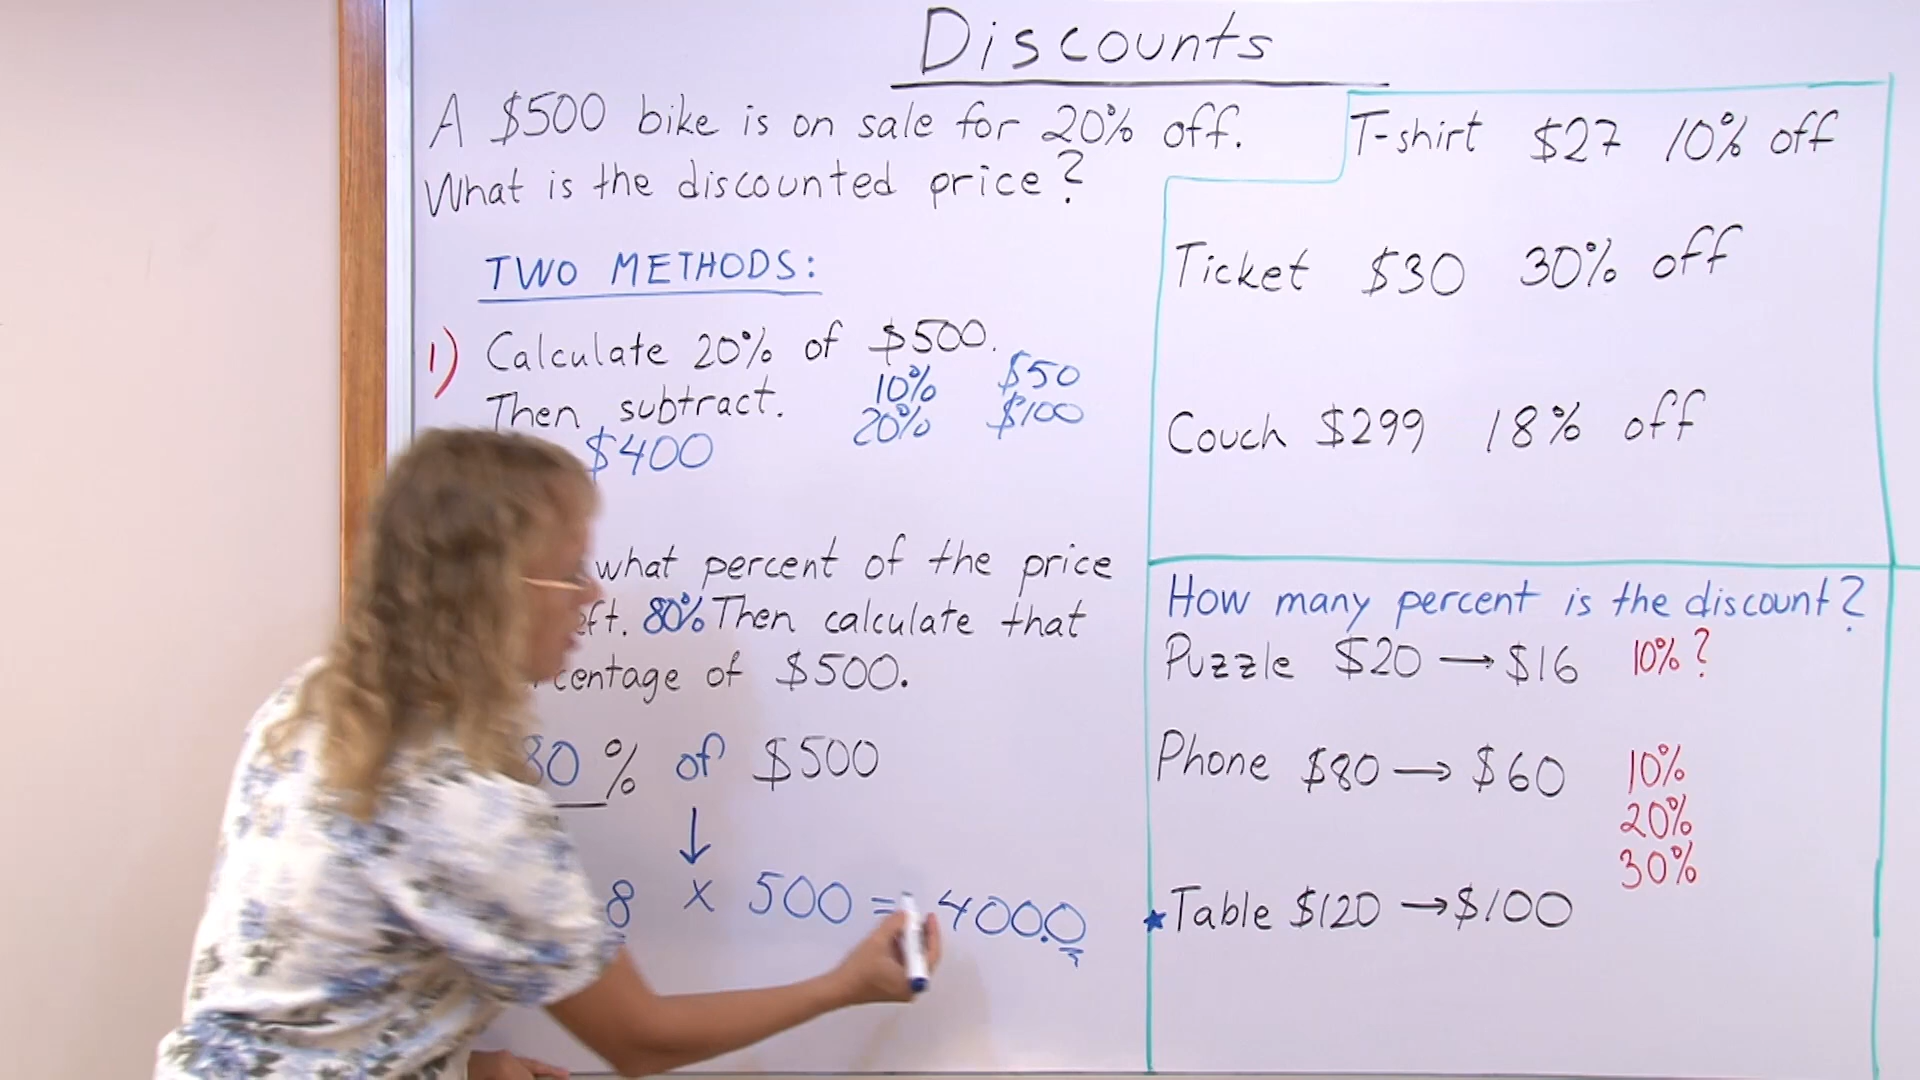 Discounts
A $500 bike is on sale for 20% off.
What is the discounted price?
TWO METHODS:
1) Calculate 20% of $500.
Then subtract.
10% $50
20% $100
$400
what percent of the price
80% Then calculate that
of $500.
80 % of $500
↓
8 x 500 = 400.0
T-shirt $27 10% off
Ticket $30 30% off
Couch $299 18% off
How many percent is the discount?
Puzzle $20 → $16 10%?
Phone $80 → $60 10%
20%
30%
★ Table $120 → $100